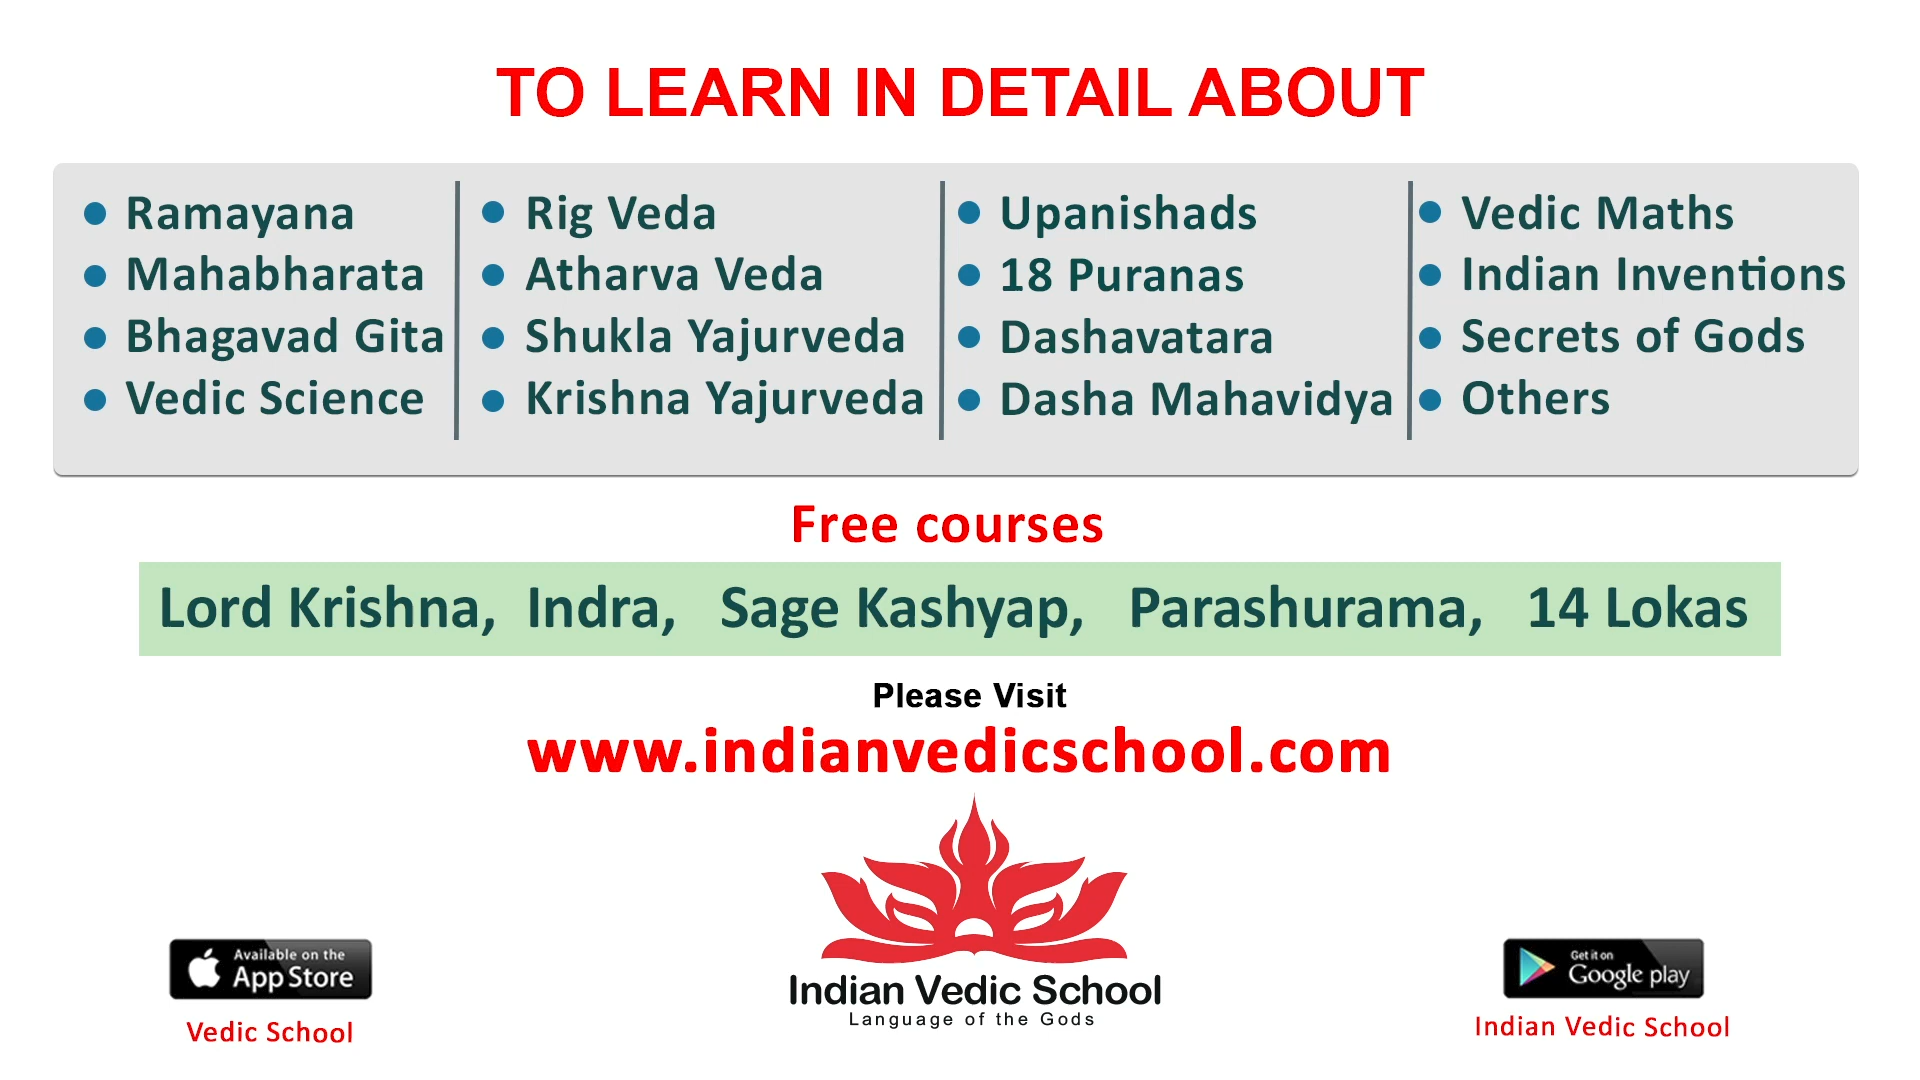 TO LEARN IN DETAIL ABOUT
Ramayana
Mahabharata
Bhagavad Gita
Vedic Science
Rig Veda
Atharva Veda
Shukla Yajurveda
Krishna Yajurveda
Upanishads
18 Puranas
Dashavatara
Dasha Mahavidya
Vedic Maths
Indian Inventions
Secrets of Gods
Others
Free courses
Lord Krishna, Indra, Sage Kashyap, Parashurama, 14 Lokas
Please Visit
www.indianvedicschool.com
Indian Vedic School
Language of the Gods
Available on the
App Store
Vedic School
Get it on
Google play
Indian Vedic School